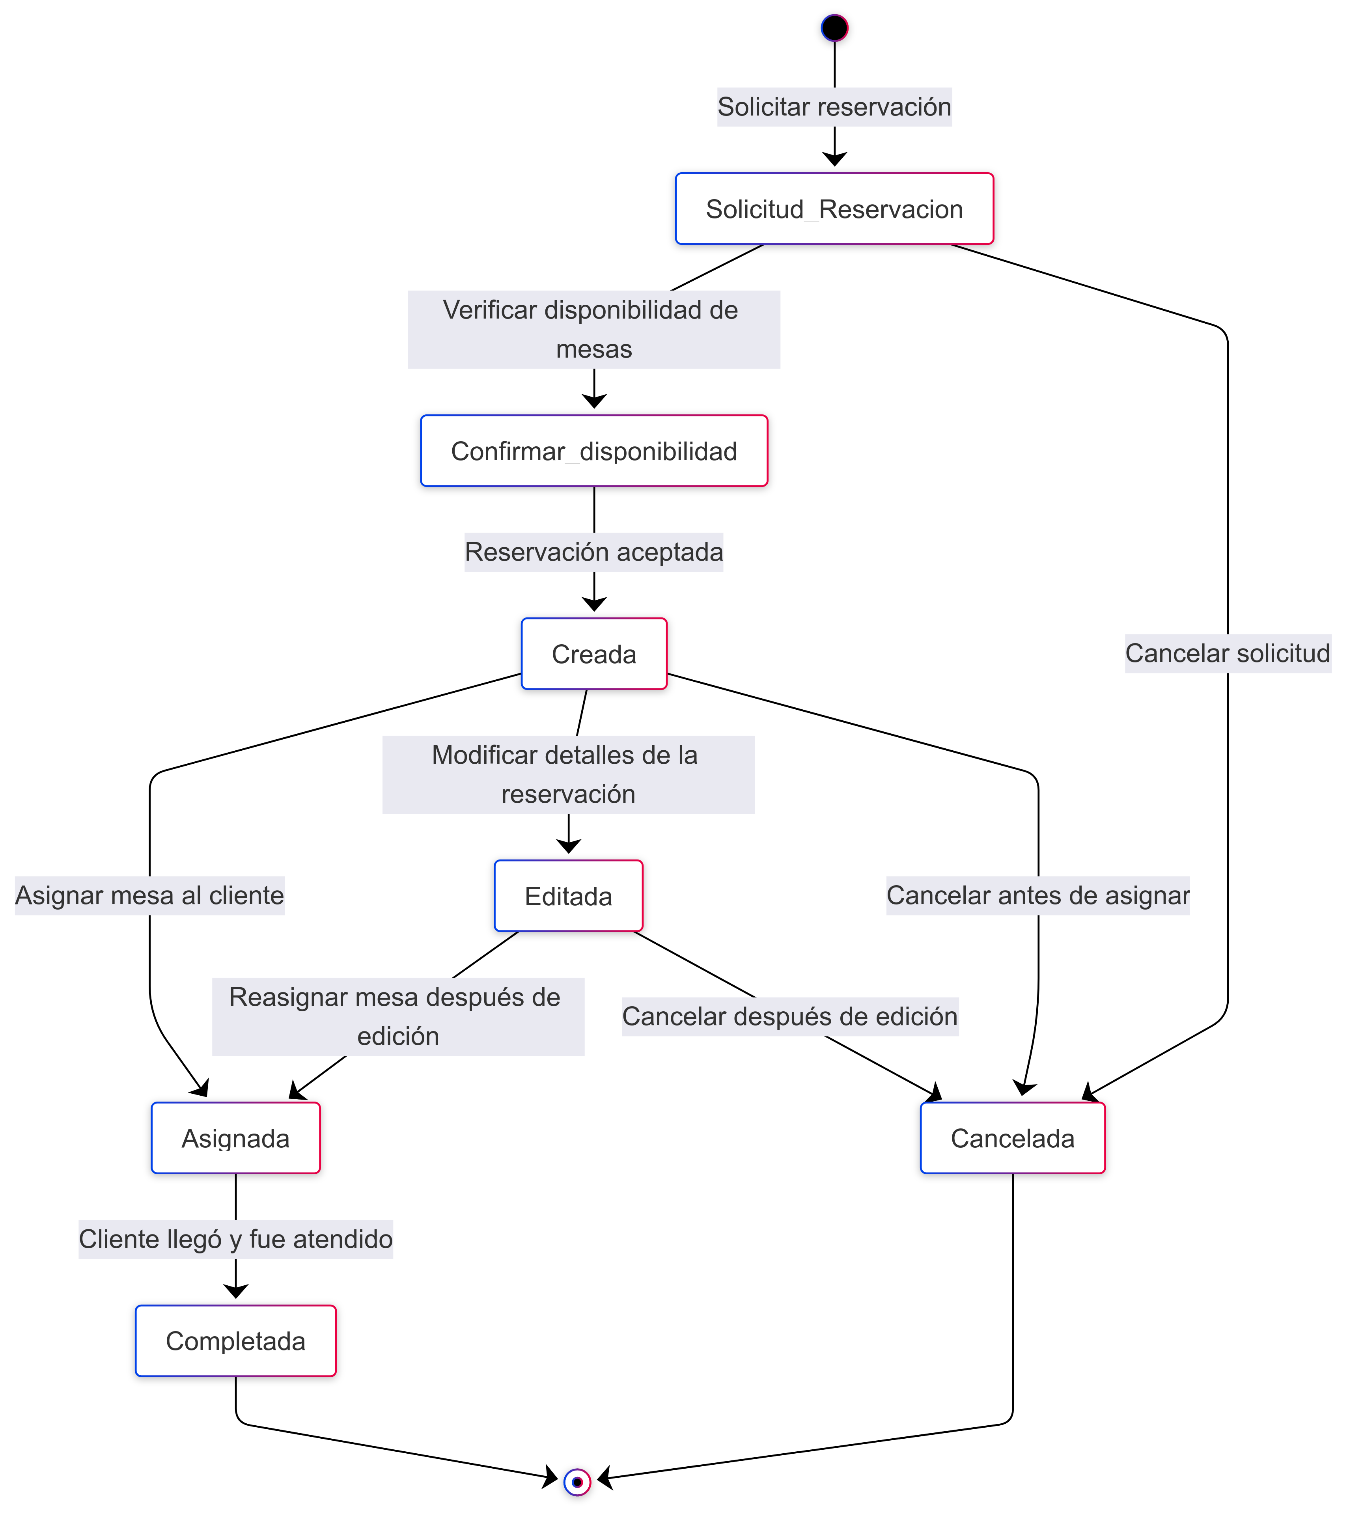 Solicitar reservación
Solicitud_Reservacion
Verificar disponibilidad de
mesas
Confirmar_disponibilidad
Reservación aceptada
Creada
Cancelar solicitud
Modificar detalles de la
reservación
Asignar mesa al cliente
Editada
Cancelar antes de asignar
Reasignar mesa después de
edición
Cancelar después de edición
Asignada
Cancelada
Cliente llegó y fue atendido
Completada